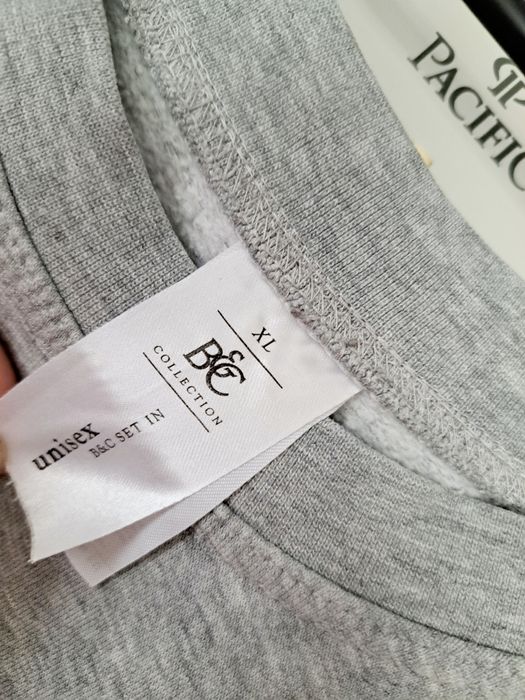 XL
B&C
COLLECTION
unisex
B&C SET IN
PACIFIC